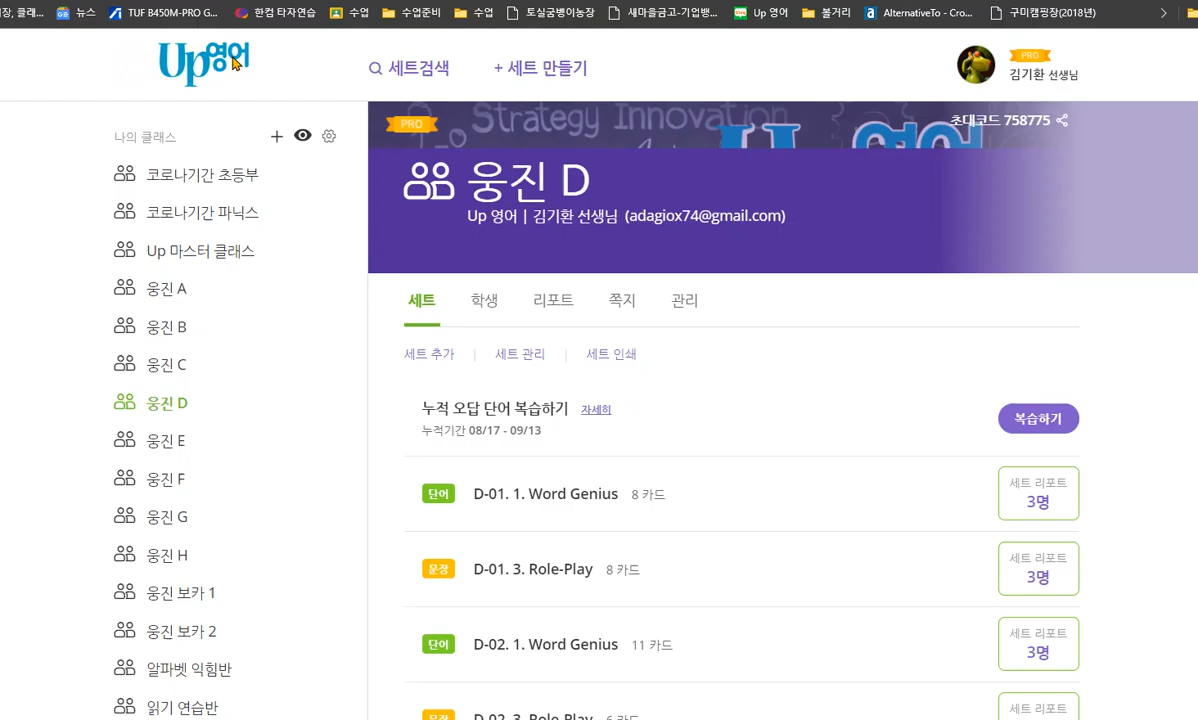 장, 클래... 뉴스 TUF B450M-PRO G... 한컴 타자연습 수업 수업준비 수업 토실궁뱅이농장 새마을금고-기업뱅... Up 영어 볼거리 AlternativeTo - Cro... 구미캠핑장(2018년)
Up영어 세트검색 + 세트 만들기
PRO
김기환 선생님
나의 클래스
코로나기간 초등부
코로나기간 파닉스
Up 마스터 클래스
웅진 A
웅진 B
웅진 C
웅진 D
웅진 E
웅진 F
웅진 G
웅진 H
웅진 보카 1
웅진 보카 2
알파벳 익힘반
읽기 연습반
PRO
Strategy Innovation
초대코드 758775
웅진 D
Up 영어 | 김기환 선생님 (adagiox74@gmail.com)
세트 학생 리포트 쪽지 관리
세트 추가 | 세트 관리 | 세트 인쇄
누적 오답 단어 복습하기 자세히
누적기간 08/17 - 09/13
복습하기
단어 D-01. 1. Word Genius 8 카드
세트 리포트
3명
문장 D-01. 3. Role-Play 8 카드
세트 리포트
3명
단어 D-02. 1. Word Genius 11 카드
세트 리포트
3명
문장 D-02. 3. Role-Play 6 카드
세트 리포트